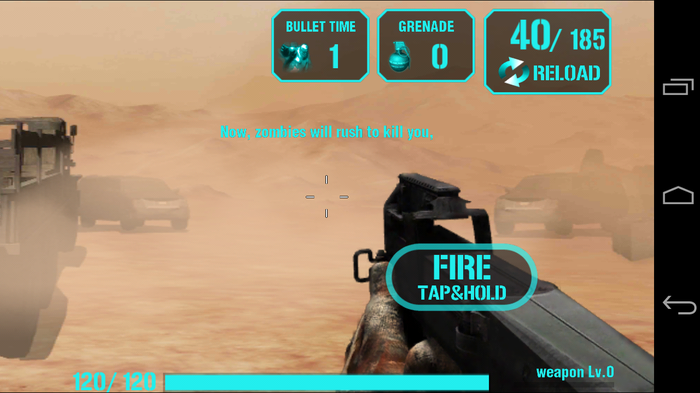 BULLET TIME
1
GRENADE
0
40/ 185
RELOAD
Now, zombies will rush to kill you.
FIRE
TAP&HOLD
weapon Lv.0
120/ 120